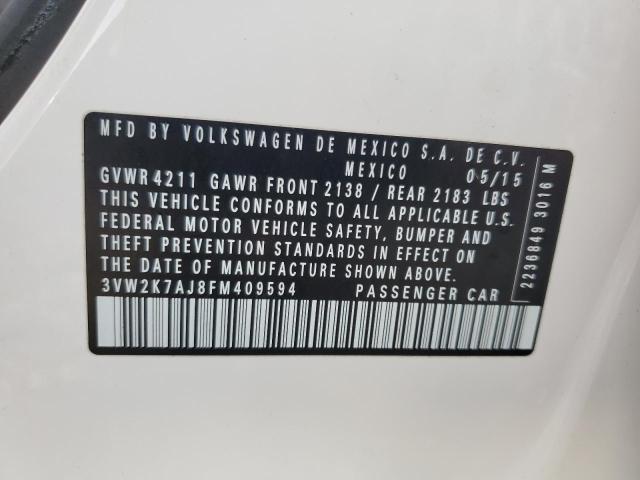 MFD BY VOLKSWAGEN DE MEXICO S.A. DE C.V.
MEXICO 05/15
GVWR 4211 GAWR FRONT 2138 / REAR 2183 LBS
THIS VEHICLE CONFORMS TO ALL APPLICABLE U.S.
FEDERAL MOTOR VEHICLE SAFETY, BUMPER AND
THEFT PREVENTION STANDARDS IN EFFECT ON
THE DATE OF MANUFACTURE SHOWN ABOVE.
3VW2K7AJ8FM409594 PASSENGER CAR
2236849 3016 M